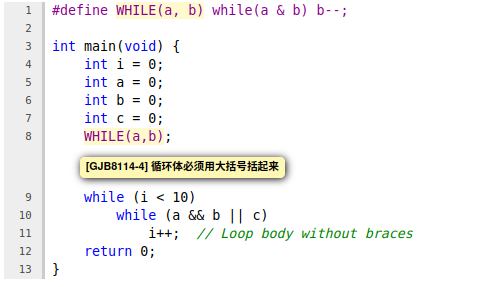 1 #define WHILE(a, b) while(a & b) b--;
2
3 int main(void) {
4 int i = 0;
5 int a = 0;
6 int b = 0;
7 int c = 0;
8 WHILE(a,b);
[GJB8114-4] 循环体必须用大括号括起来
9 while (i < 10)
10 while (a && b || c)
11 i++; // Loop body without braces
12 return 0;
13 }